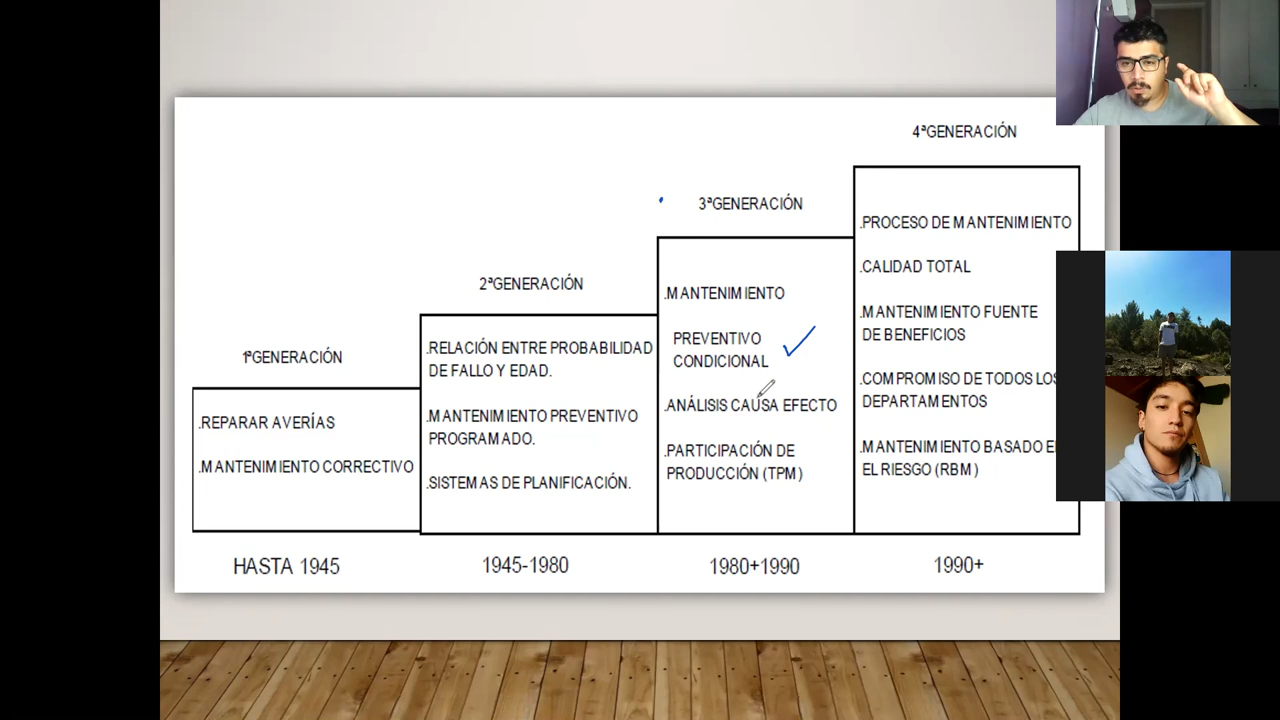 1ªGENERACIÓN
.REPARAR AVERÍAS
.MANTENIMIENTO CORRECTIVO
HASTA 1945
2ªGENERACIÓN
.RELACIÓN ENTRE PROBABILIDAD
DE FALLO Y EDAD.
.MANTENIMIENTO PREVENTIVO
PROGRAMADO.
.SISTEMAS DE PLANIFICACIÓN.
1945-1980
3ªGENERACIÓN
.MANTENIMIENTO
PREVENTIVO
CONDICIONAL
.ANÁLISIS CAUSA EFECTO
.PARTICIPACIÓN DE
PRODUCCIÓN (TPM)
1980+1990
4ªGENERACIÓN
.PROCESO DE MANTENIMIENTO
.CALIDAD TOTAL
.MANTENIMIENTO FUENTE
DE BENEFICIOS
.COMPROMISO DE TODOS LOS
DEPARTAMENTOS
.MANTENIMIENTO BASADO
EL RIESGO (RBM)
1990+